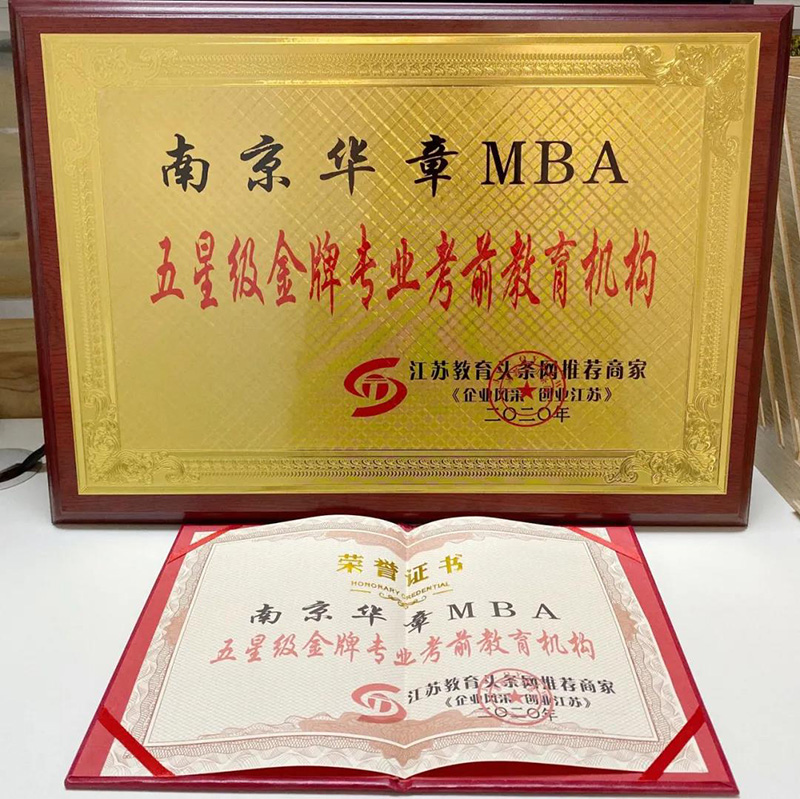 南京华章MBA
五星级金牌专业考前教育机构
江苏教育头条网推荐商家
《企业风采 创业江苏》
二〇二〇年
荣誉证书
HONORARY CREDENTIAL
南京华章MBA
五星级金牌专业考前教育机构
江苏教育头条网推荐商家
《企业风采 创业江苏》
二〇二〇年